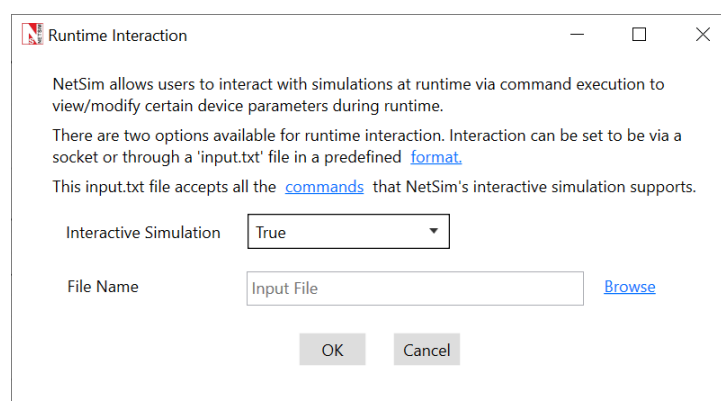 Runtime Interaction
NetSim allows users to interact with simulations at runtime via command execution to
view/modify certain device parameters during runtime.
There are two options available for runtime interaction. Interaction can be set to be via a
socket or through a 'input.txt' file in a predefined format.
This input.txt file accepts all the commands that NetSim's interactive simulation supports.
Interactive Simulation True
File Name Input File Browse
OK Cancel